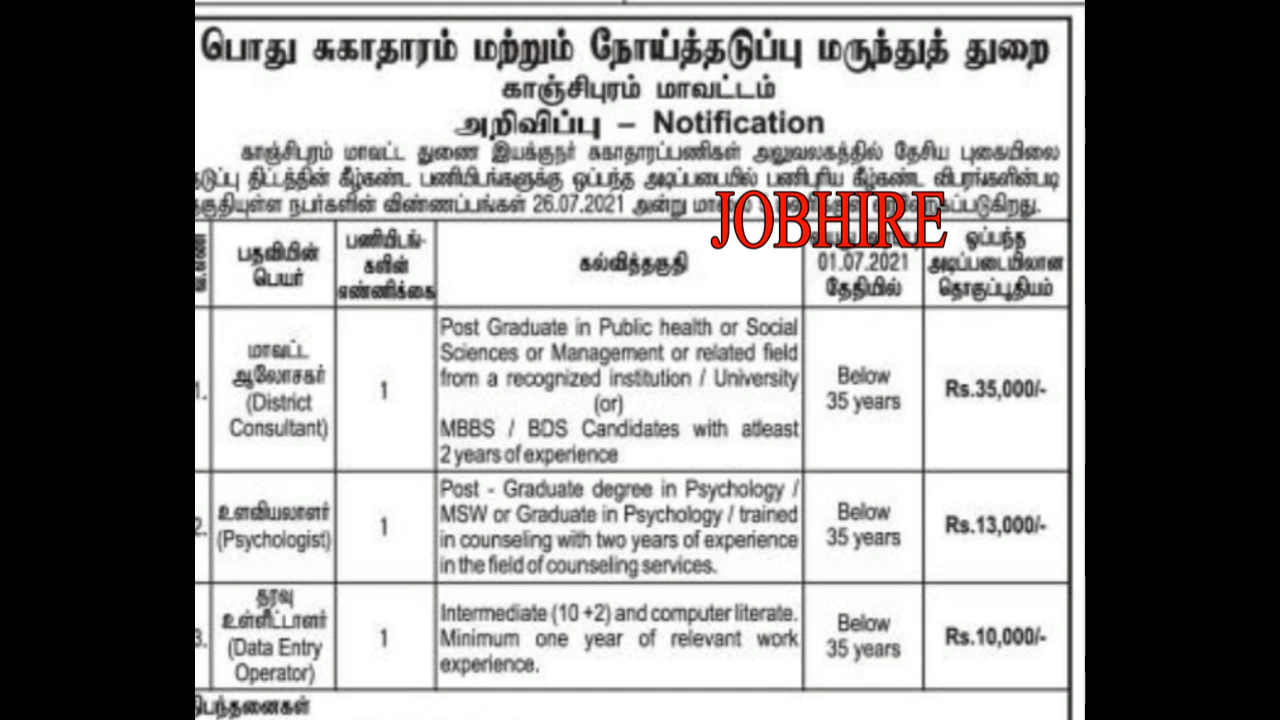 பொது சுகாதாரம் மற்றும் நோய்த்தடுப்பு மருந்துத் துறை
காஞ்சிபுரம் மாவட்டம்
அறிவிப்பு – Notification
காஞ்சிபுரம் மாவட்ட துணை இயக்குநர் சுகாதாரப்பணிகள் அலுவலகத்தில் தேசிய புகையிலை
தடுப்பு திட்டத்தின் கீழ்கண்ட பணியிடங்களுக்கு ஒப்பந்த அடிப்படையில் பணிபுரிய கீழ்கண்ட விபரங்களின்படி
தகுதியுள்ள நபர்களின் விண்ணப்பங்கள் 26.07.2021 அன்று
JOBHIRE
பதவியின்
பெயர்
பணியிடங்-
களின்
எண்ணிக்கை
கல்வித்தகுதி
01.07.2021
தேதியில்
ஒப்பந்த
அடிப்படையிலான
தொகுப்பூதியம்
1.
மாவட்ட
ஆலோசகர்
(District
Consultant)
1
Post Graduate in Public health or Social
Sciences or Management or related field
from a recognized institution / University
(or)
MBBS / BDS Candidates with atleast
2 years of experience
Below
35 years
Rs.35,000/-
2.
உளவியலாளர்
(Psychologist)
1
Post - Graduate degree in Psychology /
MSW or Graduate in Psychology / trained
in counseling with two years of experience
in the field of counseling services.
Below
35 years
Rs.13,000/-
3.
தரவு
உள்ளீட்டாளர்
(Data Entry
Operator)
1
Intermediate (10 +2) and computer literate.
Minimum one year of relevant work
experience.
Below
35 years
Rs.10,000/-
நிபந்தனைகள்